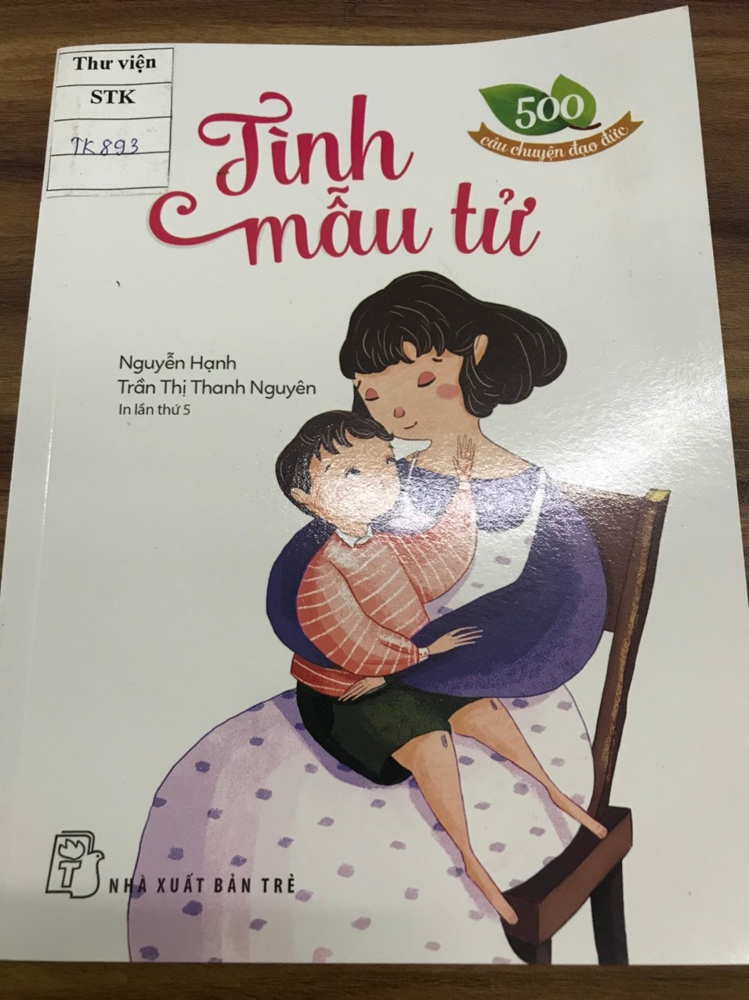 Thư viện
STK
TK893
500
câu chuyện đạo đức
Tình
mẫu tử
Nguyễn Hạnh
Trần Thị Thanh Nguyên
In lần thứ 5
T
NHÀ XUẤT BẢN TRẺ